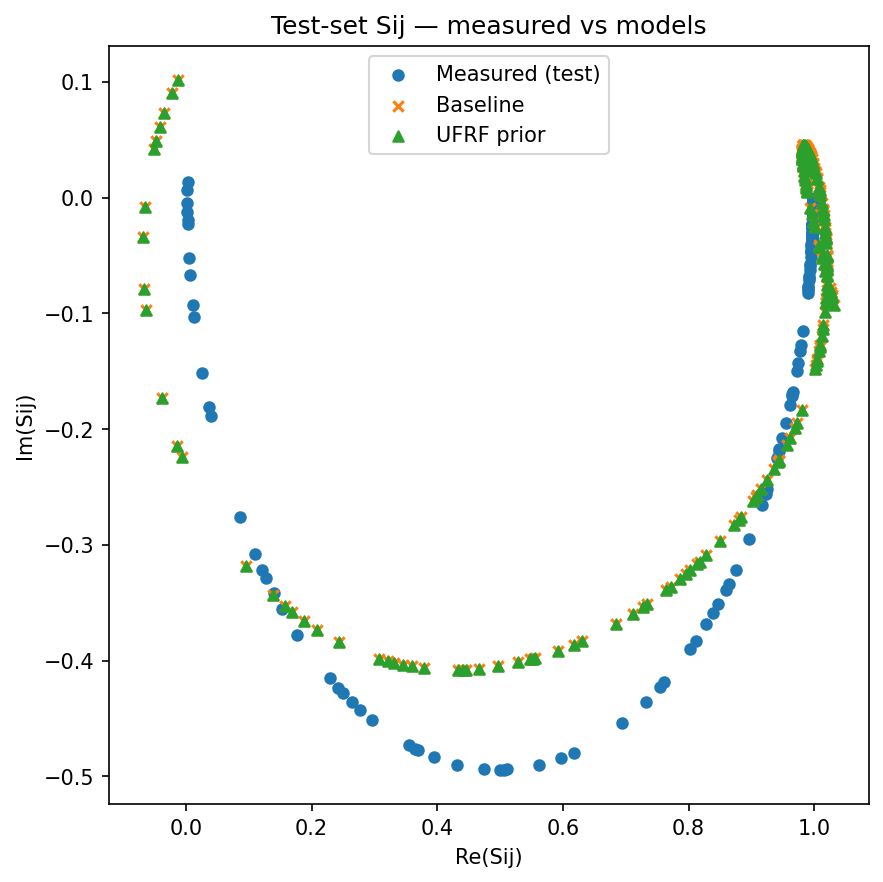 Test-set Sij — measured vs models
Measured (test)
Baseline
UFRF prior
0.1
0.0
−0.1
−0.2
−0.3
−0.4
−0.5
Im(Sij)
0.0 0.2 0.4 0.6 0.8 1.0
Re(Sij)